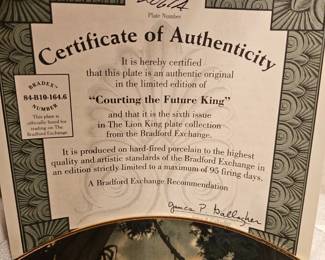 Plate Number
Certificate of Authenticity
BRADEX®
84-B10-164.6
NUMBER
This plate is
officially listed for
trading on The
Bradford Exchange.
It is hereby certified
that this plate is an authentic original
in the limited edition of
"Courting the Future King"
and that it is the sixth issue
in The Lion King plate collection
from the Bradford Exchange.
It is produced on hard-fired porcelain to the highest
quality and artistic standards of the Bradford Exchange in
an edition strictly limited to a maximum of 95 firing days.
A Bradford Exchange Recommendation